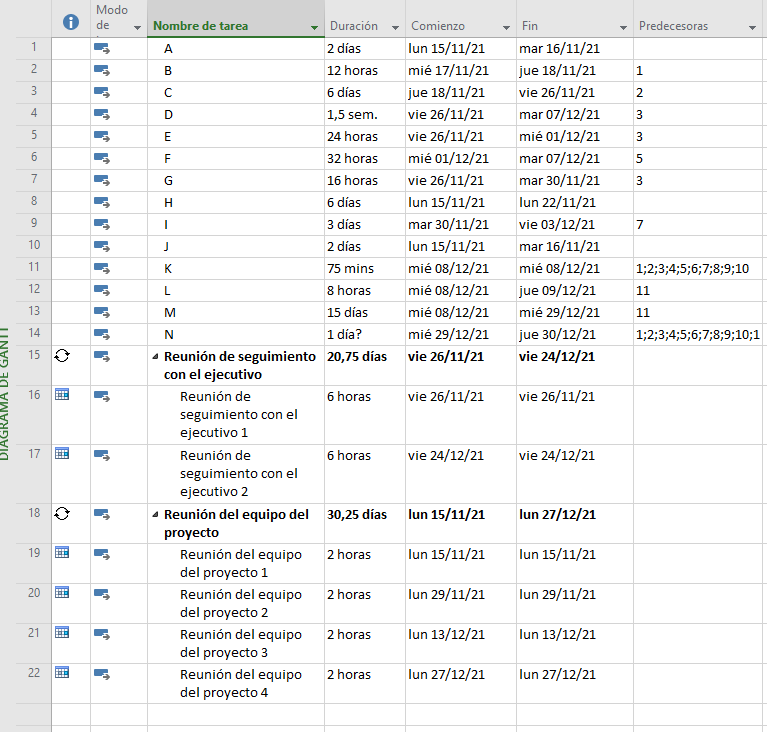 Modo de
Nombre de tarea Duración Comienzo Fin Predecesoras
1 A 2 días lun 15/11/21 mar 16/11/21
2 B 12 horas mié 17/11/21 jue 18/11/21 1
3 C 6 días jue 18/11/21 vie 26/11/21 2
4 D 1,5 sem. vie 26/11/21 mar 07/12/21 3
5 E 24 horas vie 26/11/21 mié 01/12/21 3
6 F 32 horas mié 01/12/21 mar 07/12/21 5
7 G 16 horas vie 26/11/21 mar 30/11/21 3
8 H 6 días lun 15/11/21 lun 22/11/21
9 I 3 días mar 30/11/21 vie 03/12/21 7
10 J 2 días lun 15/11/21 mar 16/11/21
11 K 75 mins mié 08/12/21 mié 08/12/21 1;2;3;4;5;6;7;8;9;10
12 L 8 horas mié 08/12/21 jue 09/12/21 11
13 M 15 días mié 08/12/21 mié 29/12/21 11
14 N 1 día? mié 29/12/21 jue 30/12/21 1;2;3;4;5;6;7;8;9;10;1
15 Reunión de seguimiento 20,75 días vie 26/11/21 vie 24/12/21
con el ejecutivo
16 Reunión de 6 horas vie 26/11/21 vie 26/11/21
seguimiento con el
ejecutivo 1
17 Reunión de 6 horas vie 24/12/21 vie 24/12/21
seguimiento con el
ejecutivo 2
18 Reunión del equipo del 30,25 días lun 15/11/21 lun 27/12/21
proyecto
19 Reunión del equipo 2 horas lun 15/11/21 lun 15/11/21
del proyecto 1
20 Reunión del equipo 2 horas lun 29/11/21 lun 29/11/21
del proyecto 2
21 Reunión del equipo 2 horas lun 13/12/21 lun 13/12/21
del proyecto 3
22 Reunión del equipo 2 horas lun 27/12/21 lun 27/12/21
del proyecto 4
DIAGRAMA DE GANTT